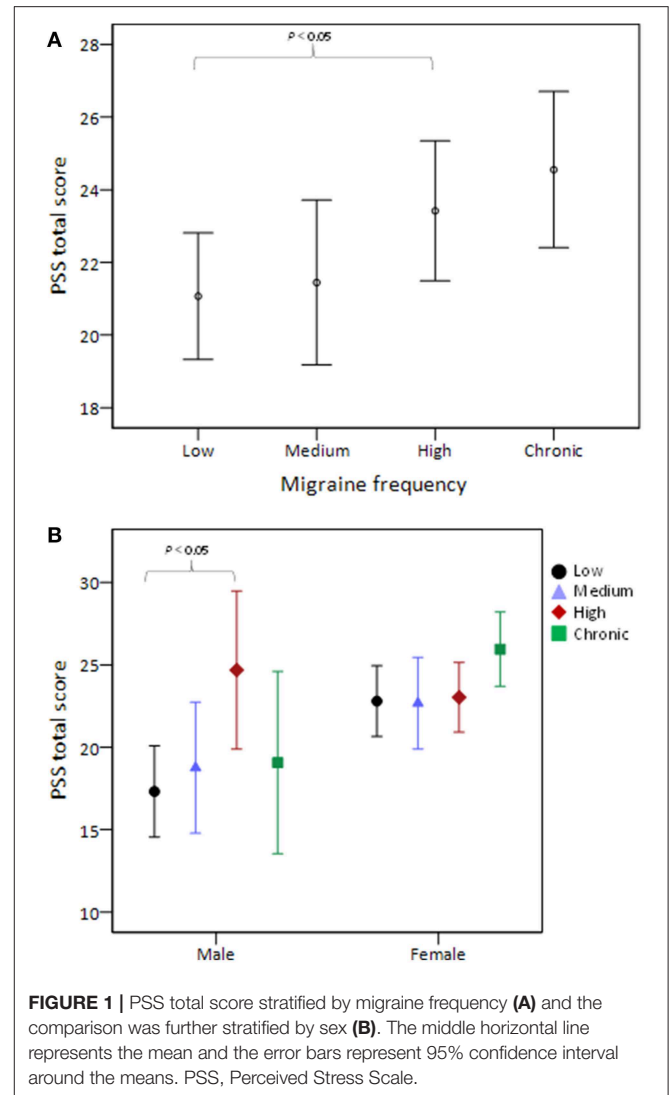 A
P < 0.05
28
26
24
22
20
18
PSS total score
Low Medium High Chronic
Migraine frequency
B
P < 0.05
30
25
20
15
10
PSS total score
Low
Medium
High
Chronic
Male Female
FIGURE 1 | PSS total score stratified by migraine frequency (A) and the
comparison was further stratified by sex (B). The middle horizontal line
represents the mean and the error bars represent 95% confidence interval
around the means. PSS, Perceived Stress Scale.